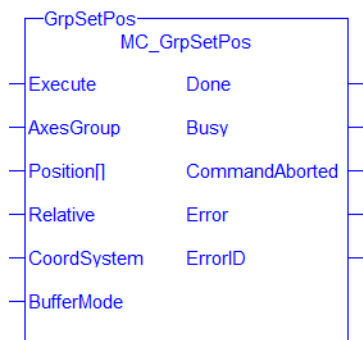 GrpSetPos
MC_GrpSetPos
Execute Done
AxesGroup Busy
Position[] CommandAborted
Relative Error
CoordSystem ErrorID
BufferMode